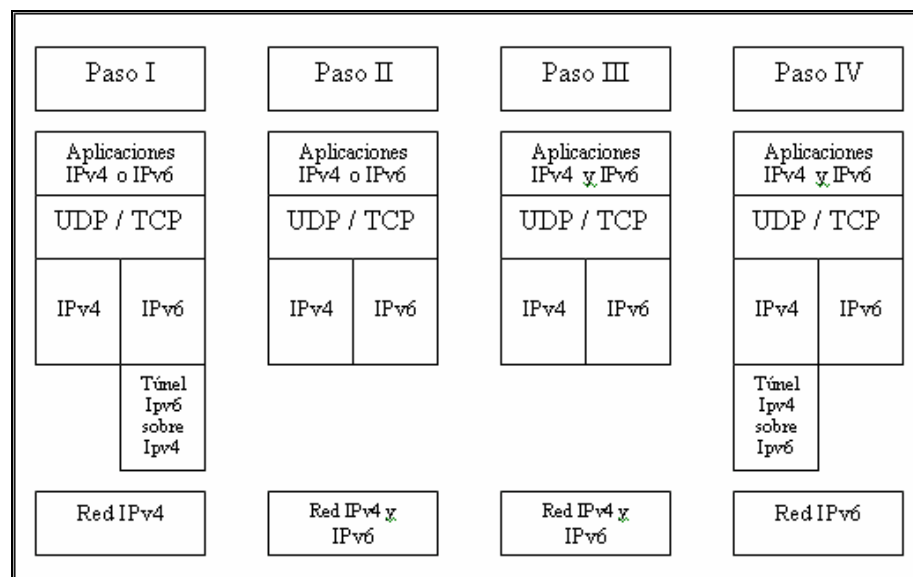 Paso I
Paso II
Paso III
Paso IV
Aplicaciones
IPv4 o IPv6
Aplicaciones
IPv4 o IPv6
Aplicaciones
IPv4 y IPv6
Aplicaciones
IPv4 y IPv6
UDP / TCP
UDP / TCP
UDP / TCP
UDP / TCP
IPv4
IPv6
IPv4
IPv6
IPv4
IPv6
IPv4
IPv6
Túnel
Ipv6
sobre
Ipv4
Túnel
Ipv4
sobre
Ipv6
Red IPv4
Red IPv4 y
IPv6
Red IPv4 y
IPv6
Red IPv6